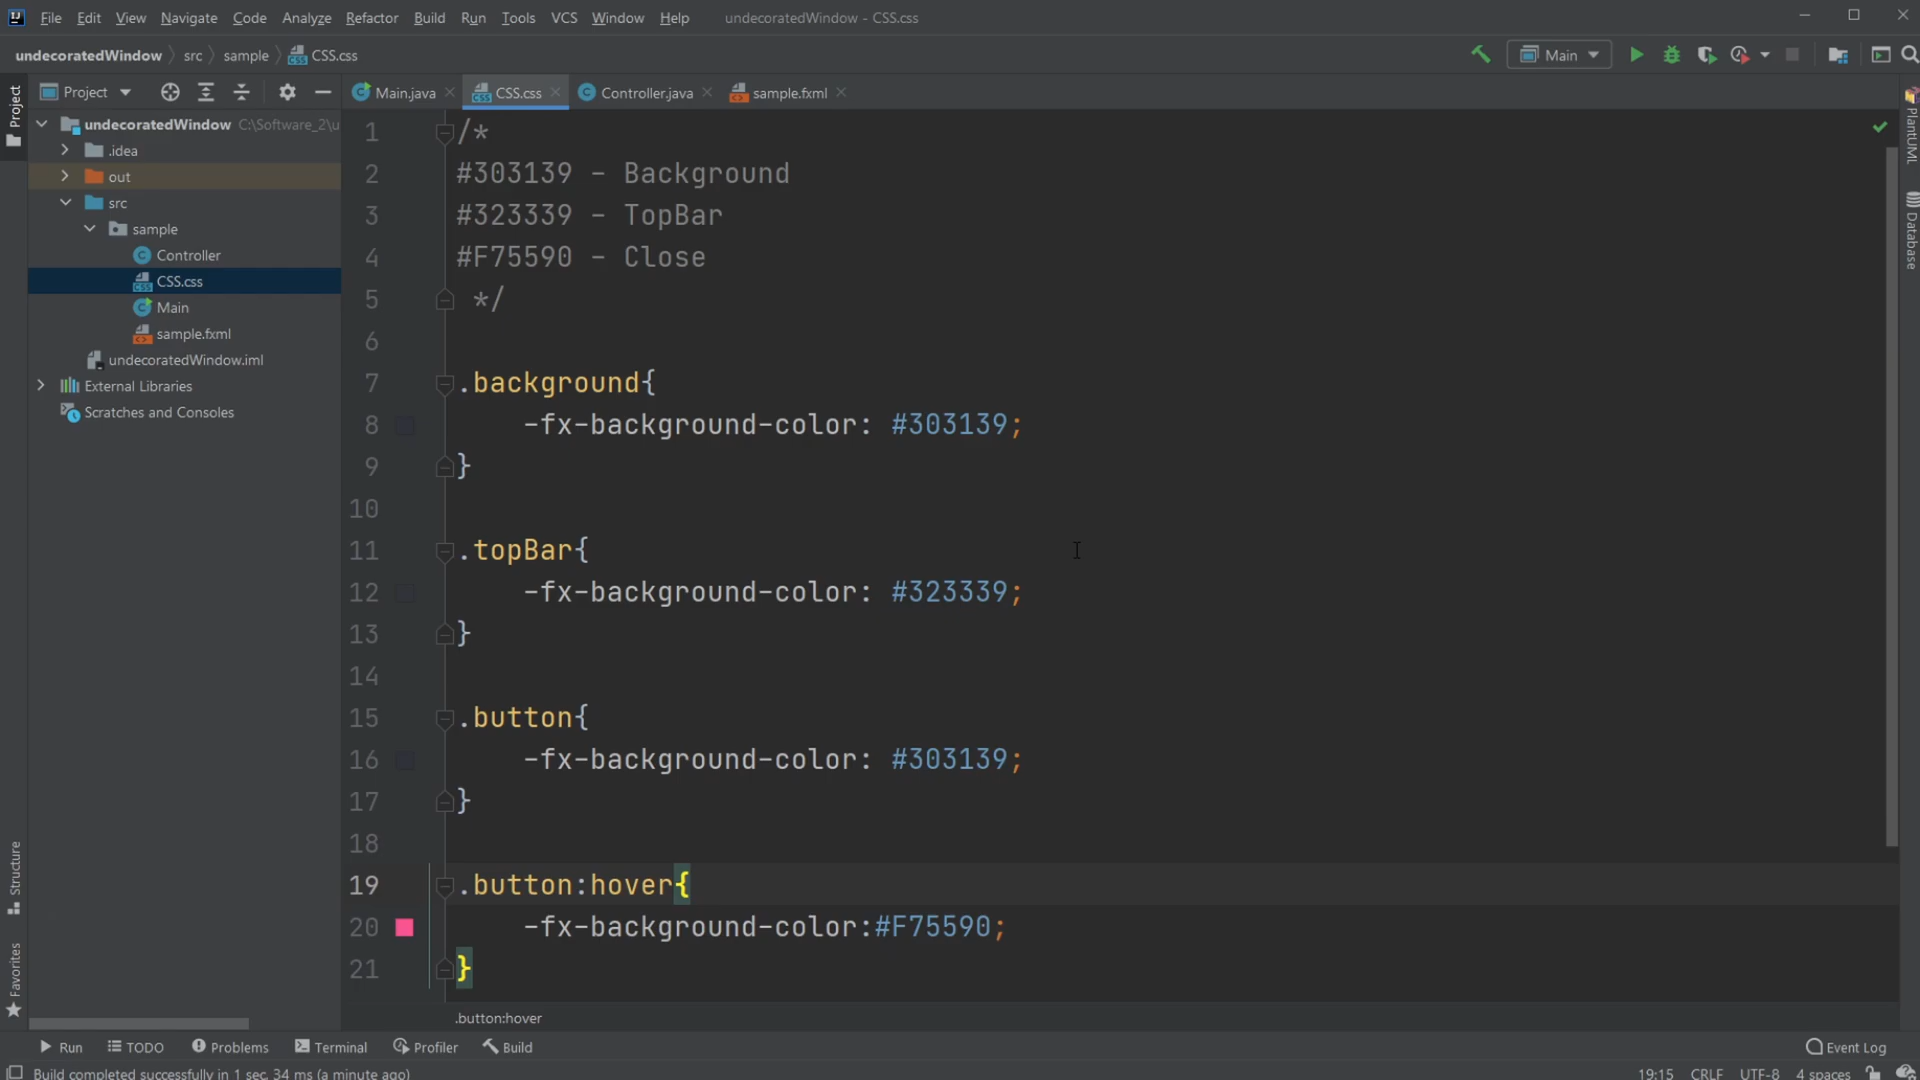 File Edit View Navigate Code Analyze Refactor Build Run Tools VCS Window Help undecoratedWindow - CSS.css
undecoratedWindow src sample CSS.css Main
Project Main.java CSS.css Controller.java sample.fxml
Project
undecoratedWindow C:\Software_2\u
.idea
out
src
sample
Controller
CSS.css
Main
sample.fxml
undecoratedWindow.iml
External Libraries
Scratches and Consoles
Structure
Favorites
1 /*
2 #303139 - Background
3 #323339 - TopBar
4 #F75590 - Close
5 */
6
7 .background{
8 -fx-background-color: #303139;
9 }
10
11 .topBar{
12 -fx-background-color: #323339;
13 }
14
15 .button{
16 -fx-background-color: #303139;
17 }
18
19 .button:hover{
20 -fx-background-color:#F75590;
21 }
.button:hover
PlantUML
Database
Run TODO Problems Terminal Profiler Build Event Log
Build completed successfully in 1 sec, 34 ms (a minute ago) 19:15 CRLF UTF-8 4 spaces